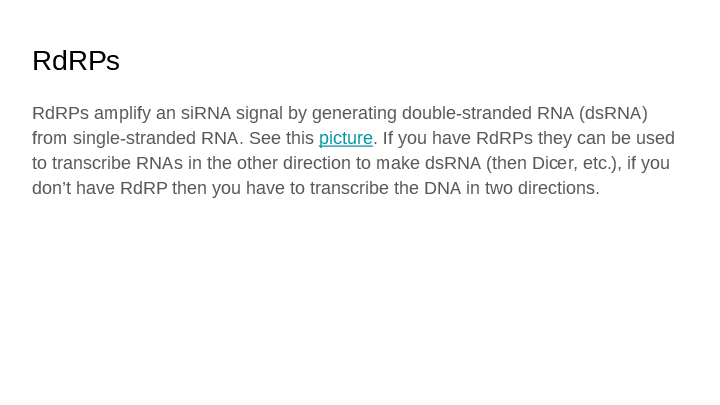 RdRPs
RdRPs amplify an siRNA signal by generating double-stranded RNA (dsRNA)
from single-stranded RNA. See this picture. If you have RdRPs they can be used
to transcribe RNAs in the other direction to make dsRNA (then Dicer, etc.), if you
don’t have RdRP then you have to transcribe the DNA in two directions.